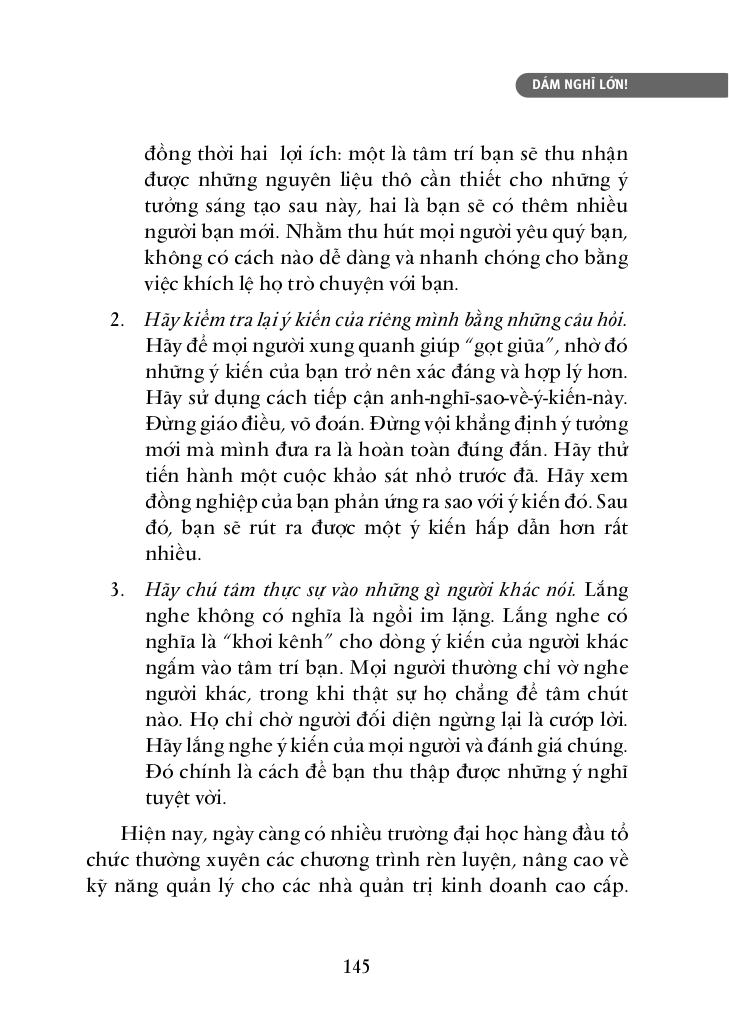 DÁM NGHĨ LỚN!
đồng thời hai lợi ích: một là tâm trí bạn sẽ thu nhận
được những nguyên liệu thô cần thiết cho những ý
tưởng sáng tạo sau này, hai là bạn sẽ có thêm nhiều
người bạn mới. Nhằm thu hút mọi người yêu quý bạn,
không có cách nào dễ dàng và nhanh chóng cho bằng
việc khích lệ họ trò chuyện với bạn.
2. Hãy kiểm tra lại ý kiến của riêng mình bằng những câu hỏi.
Hãy để mọi người xung quanh giúp “gọt giũa”, nhờ đó
những ý kiến của bạn trở nên xác đáng và hợp lý hơn.
Hãy sử dụng cách tiếp cận anh-nghĩ-sao-về-ý-kiến-này.
Đừng giáo điều, võ đoán. Đừng vội khẳng định ý tưởng
mới mà mình đưa ra là hoàn toàn đúng đắn. Hãy thử
tiến hành một cuộc khảo sát nhỏ trước đã. Hãy xem
đồng nghiệp của bạn phản ứng ra sao với ý kiến đó. Sau
đó, bạn sẽ rút ra được một ý kiến hấp dẫn hơn rất
nhiều.
3. Hãy chú tâm thực sự vào những gì người khác nói. Lắng
nghe không có nghĩa là ngồi im lặng. Lắng nghe có
nghĩa là “khơi kênh” cho dòng ý kiến của người khác
ngấm vào tâm trí bạn. Mọi người thường chỉ vờ nghe
người khác, trong khi thật sự họ chẳng để tâm chút
nào. Họ chỉ chờ người đối diện ngừng lại là cướp lời.
Hãy lắng nghe ý kiến của mọi người và đánh giá chúng.
Đó chính là cách để bạn thu thập được những ý nghĩ
tuyệt vời.
Hiện nay, ngày càng có nhiều trường đại học hàng đầu tổ
chức thường xuyên các chương trình rèn luyện, nâng cao về
kỹ năng quản lý cho các nhà quản trị kinh doanh cao cấp.
145